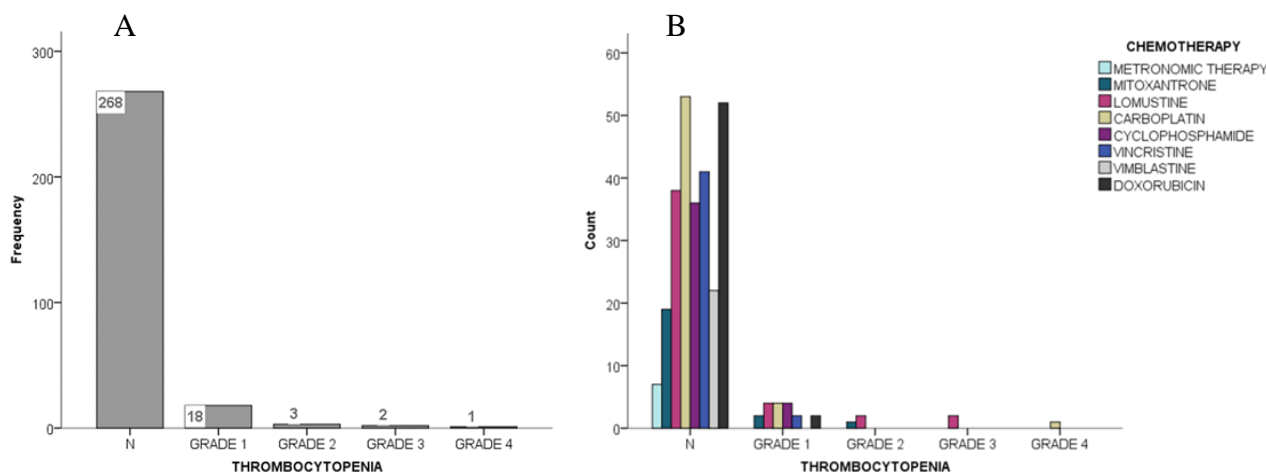 A
300
200
100
0
Frequency
268
18
3
2
1
N GRADE 1 GRADE 2 GRADE 3 GRADE 4
THROMBOCYTOPENIA
B
60
50
40
30
20
10
0
Count
N GRADE 1 GRADE 2 GRADE 3 GRADE 4
THROMBOCYTOPENIA
CHEMOTHERAPY
METRONOMIC THERAPY
MITOXANTRONE
LOMUSTINE
CARBOPLATIN
CYCLOPHOSPHAMIDE
VINCRISTINE
VIMBLASTINE
DOXORUBICIN